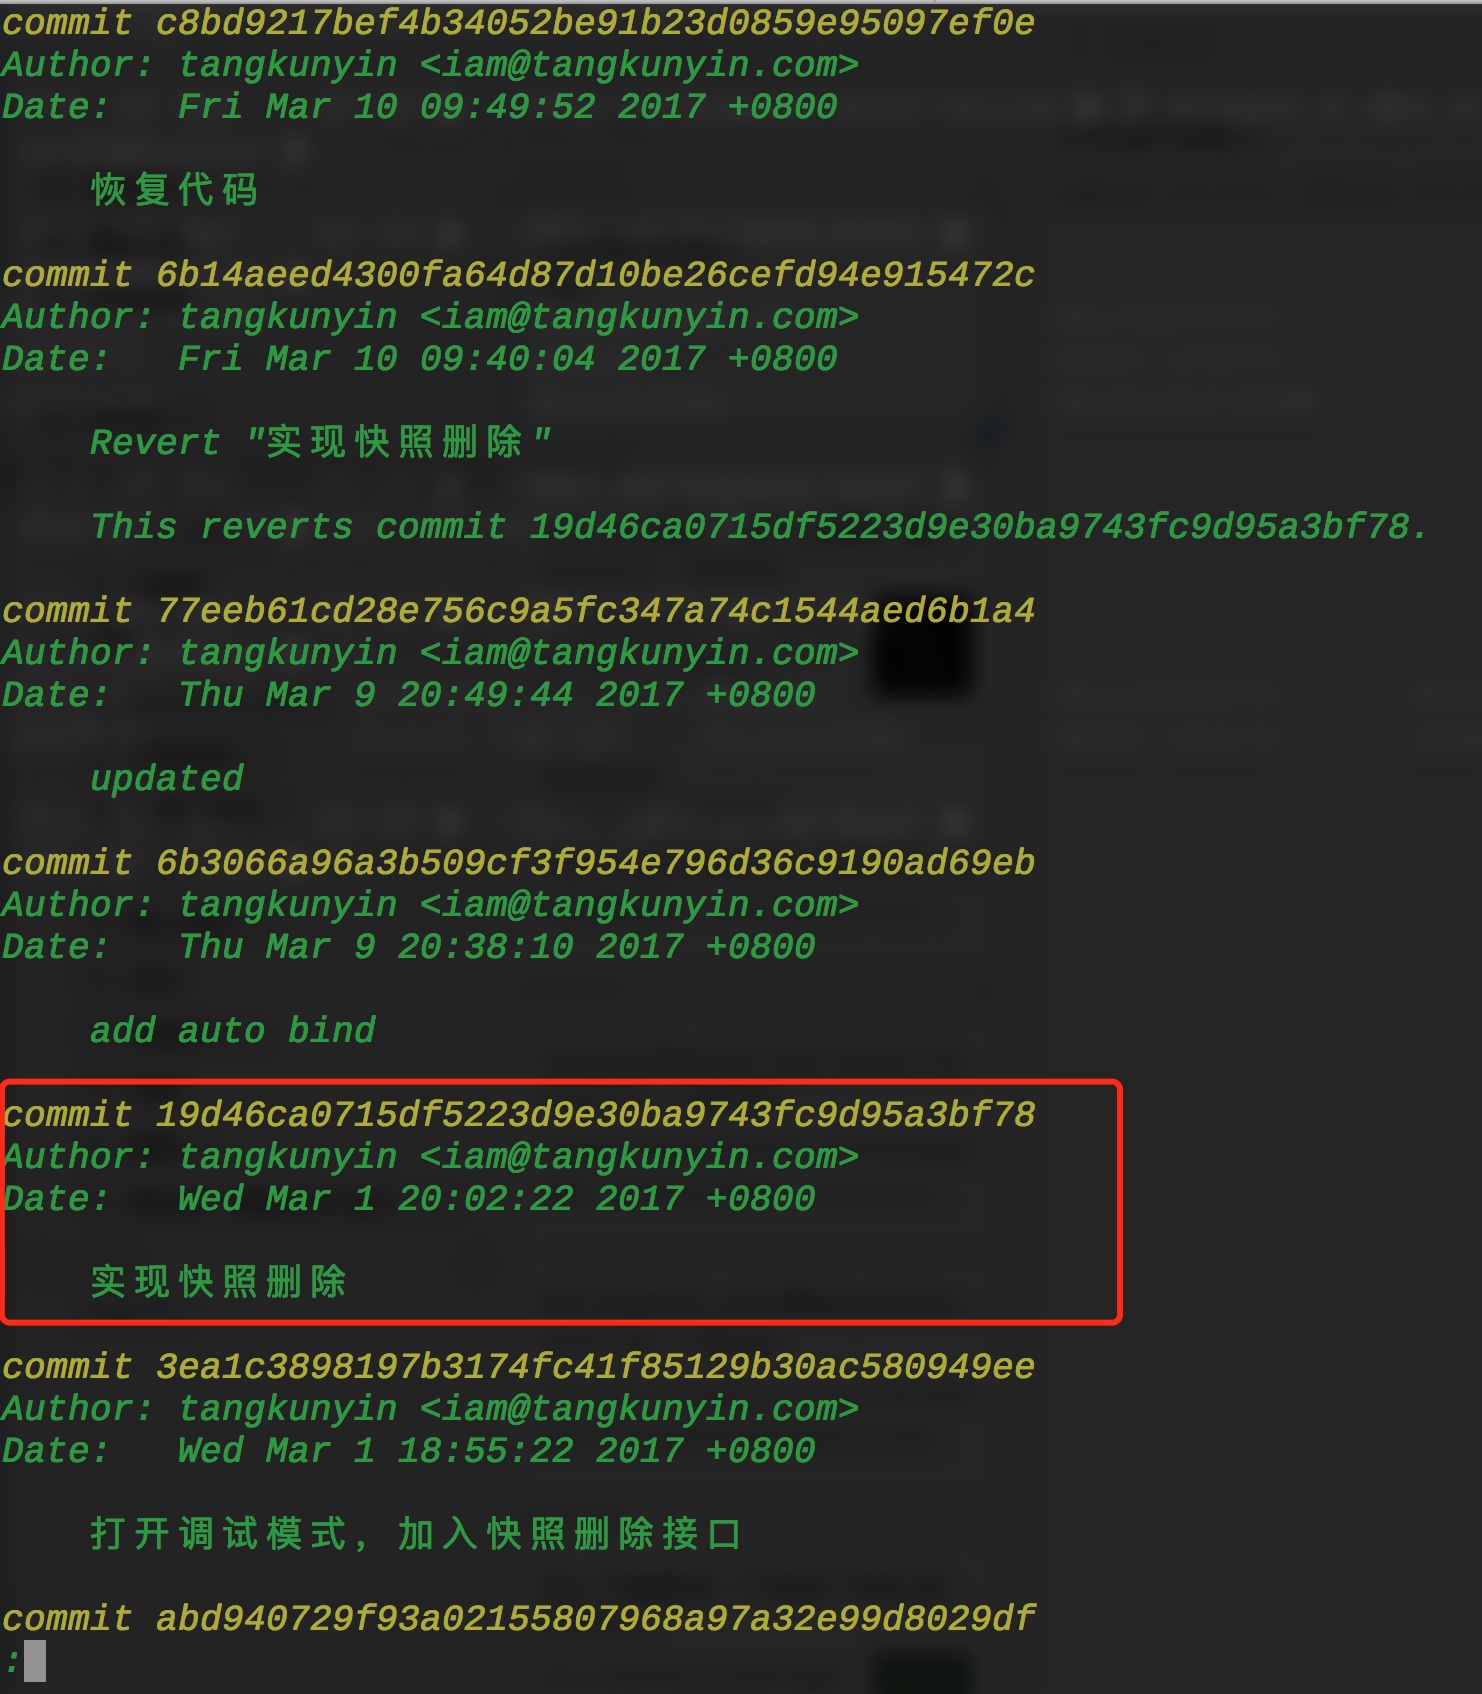 commit c8bd9217bef4b34052be91b23d0859e95097ef0e
Author: tangkunyin <iam@tangkunyin.com>
Date:   Fri Mar 10 09:49:52 2017 +0800
恢复代码
commit 6b14aeed4300fa64d87d10be26cefd94e915472c
Author: tangkunyin <iam@tangkunyin.com>
Date:   Fri Mar 10 09:40:04 2017 +0800
Revert "实现快照删除"
This reverts commit 19d46ca0715df5223d9e30ba9743fc9d95a3bf78.
commit 77eeb61cd28e756c9a5fc347a74c1544aed6b1a4
Author: tangkunyin <iam@tangkunyin.com>
Date:   Thu Mar 9 20:49:44 2017 +0800
updated
commit 6b3066a96a3b509cf3f954e796d36c9190ad69eb
Author: tangkunyin <iam@tangkunyin.com>
Date:   Thu Mar 9 20:38:10 2017 +0800
add auto bind
commit 19d46ca0715df5223d9e30ba9743fc9d95a3bf78
Author: tangkunyin <iam@tangkunyin.com>
Date:   Wed Mar 1 20:02:22 2017 +0800
实现快照删除
commit 3ea1c3898197b3174fc41f85129b30ac580949ee
Author: tangkunyin <iam@tangkunyin.com>
Date:   Wed Mar 1 18:55:22 2017 +0800
打开调试模式，加入快照删除接口
commit abd940729f93a02155807968a97a32e99d8029df
: